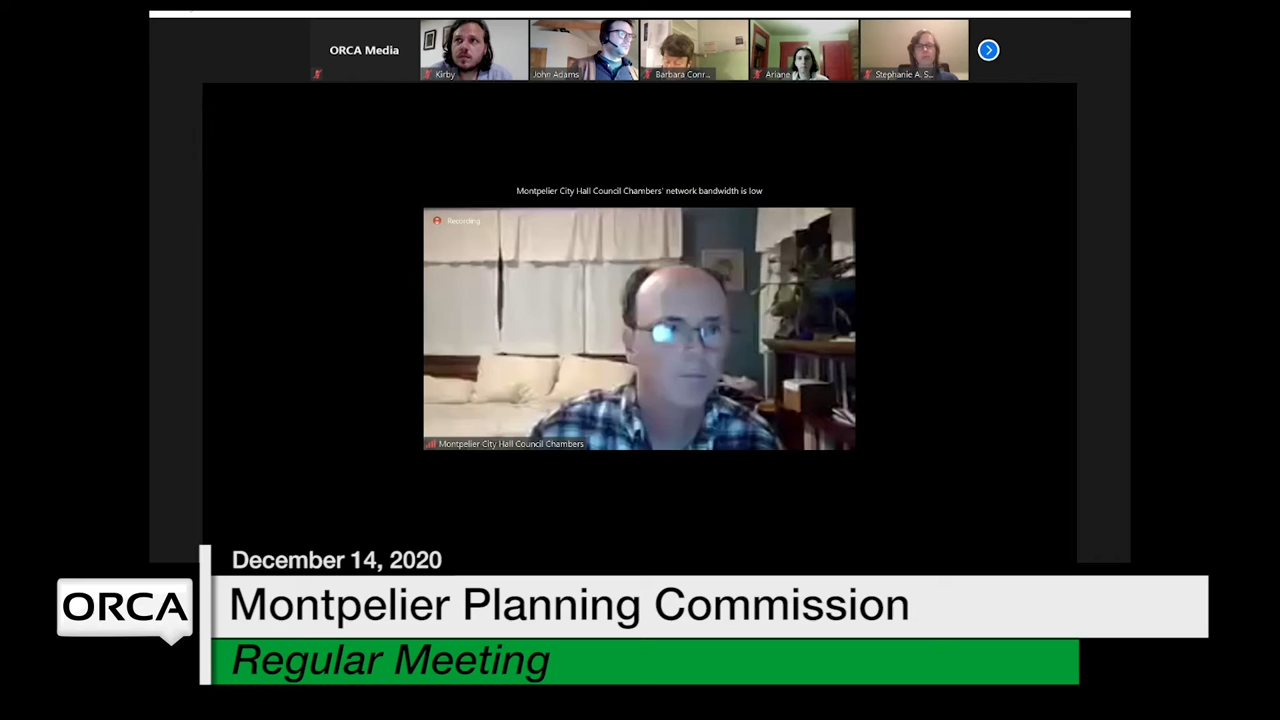 ORCA Media
Kirby
John Adams
Barbara Conr...
Ariane
Stephanie A. S...
Montpelier City Hall Council Chambers' network bandwidth is low
Recording
Montpelier City Hall Council Chambers
December 14, 2020
ORCA
Montpelier Planning Commission
Regular Meeting